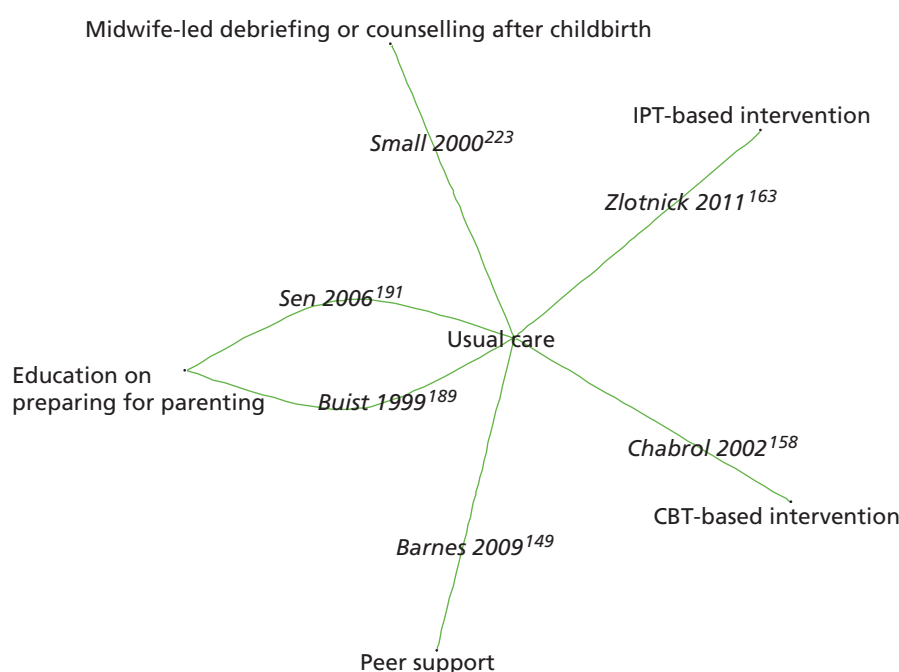 Midwife-led debriefing or counselling after childbirth
IPT-based intervention
Small 2000223
Zlotnick 2011163
Sen 2006191
Usual care
Education on
preparing for parenting
Buist 1999189
Chabrol 2002158
CBT-based intervention
Barnes 2009149
Peer support